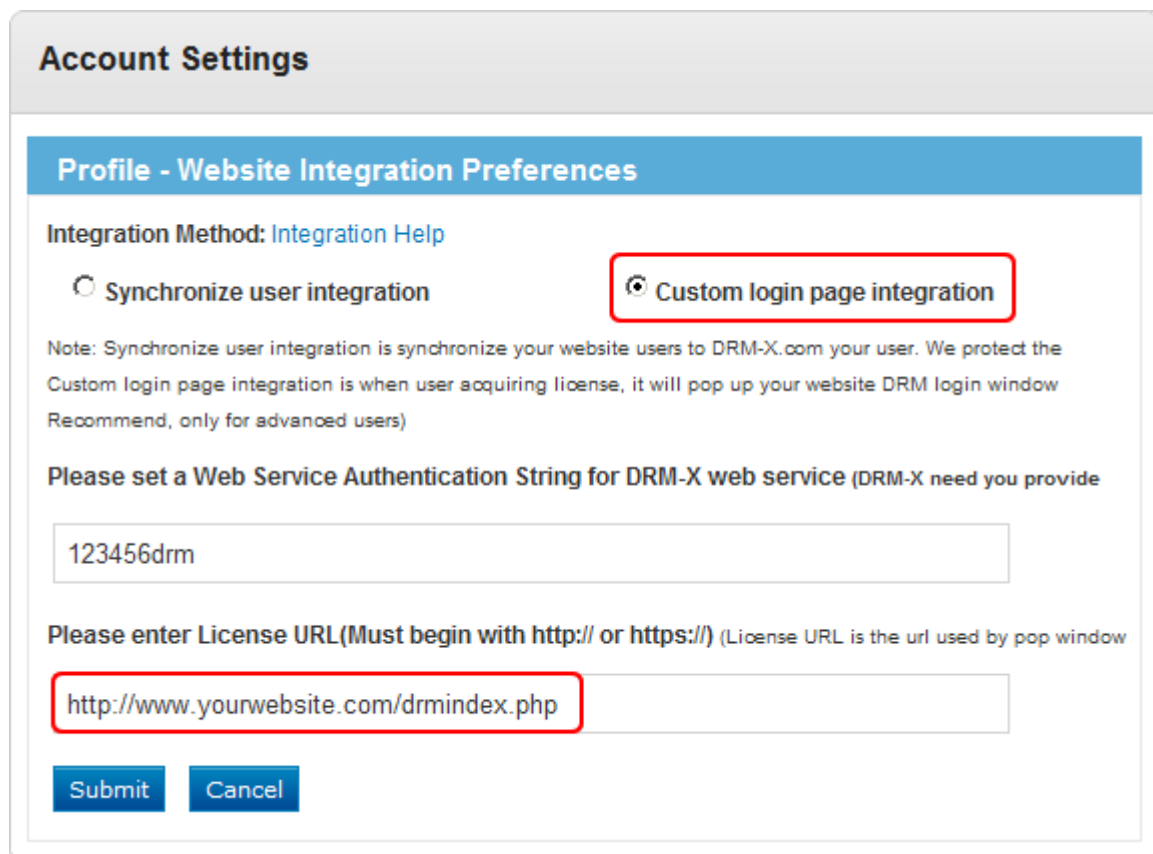 Account Settings
Profile - Website Integration Preferences
Integration Method: Integration Help
Synchronize user integration Custom login page integration
Note: Synchronize user integration is synchronize your website users to DRM-X.com your user. We protect the
Custom login page integration is when user acquiring license, it will pop up your website DRM login window
Recommend, only for advanced users)
Please set a Web Service Authentication String for DRM-X web service (DRM-X need you provide
123456drm
Please enter License URL(Must begin with http:// or https://) (License URL is the url used by pop window
http://www.yourwebsite.com/drmindex.php
Submit Cancel